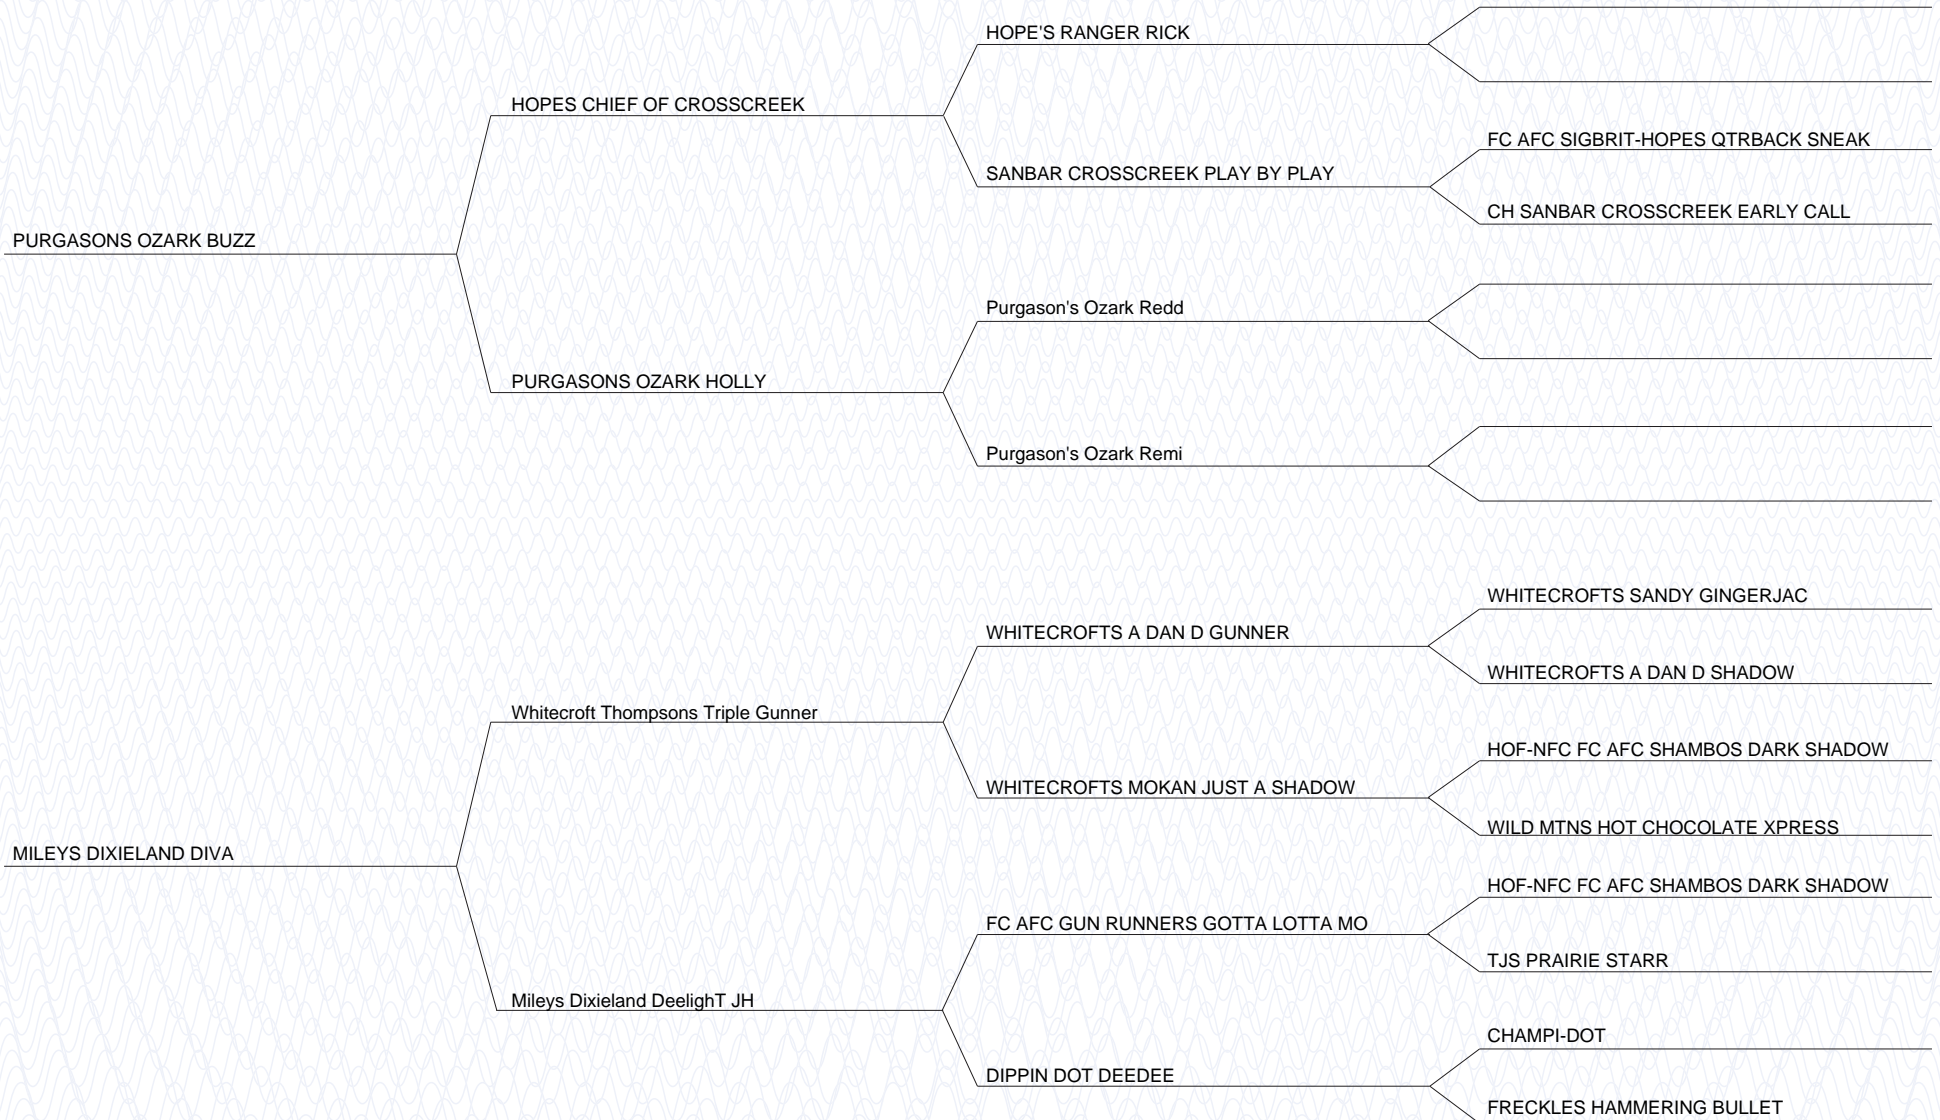 HOPE'S RANGER RICK
HOPES CHIEF OF CROSSCREEK
FC AFC SIGBRIT-HOPES QTRBACK SNEAK
SANBAR CROSSCREEK PLAY BY PLAY
CH SANBAR CROSSCREEK EARLY CALL
PURGASONS OZARK BUZZ
Purgason's Ozark Redd
PURGASONS OZARK HOLLY
Purgason's Ozark Remi
WHITECROFTS SANDY GINGERJAC
WHITECROFTS A DAN D GUNNER
WHITECROFTS A DAN D SHADOW
Whitecroft Thompsons Triple Gunner
HOF-NFC FC AFC SHAMBOS DARK SHADOW
WHITECROFTS MOKAN JUST A SHADOW
WILD MTNS HOT CHOCOLATE XPRESS
MILEYS DIXIELAND DIVA
HOF-NFC FC AFC SHAMBOS DARK SHADOW
FC AFC GUN RUNNERS GOTTA LOTTA MO
TJS PRAIRIE STARR
Mileys Dixieland DeelighT JH
CHAMPI-DOT
DIPPIN DOT DEEDEE
FRECKLES HAMMERING BULLET